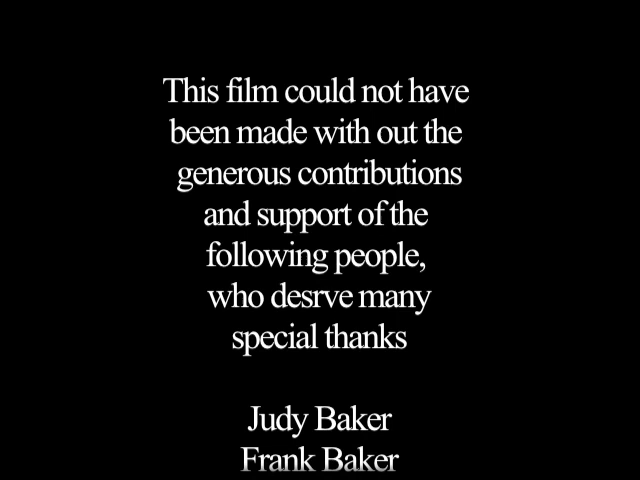 This film could not have
been made with out the
generous contributions
and support of the
following people,
who desrve many
special thanks
Judy Baker
Frank Baker